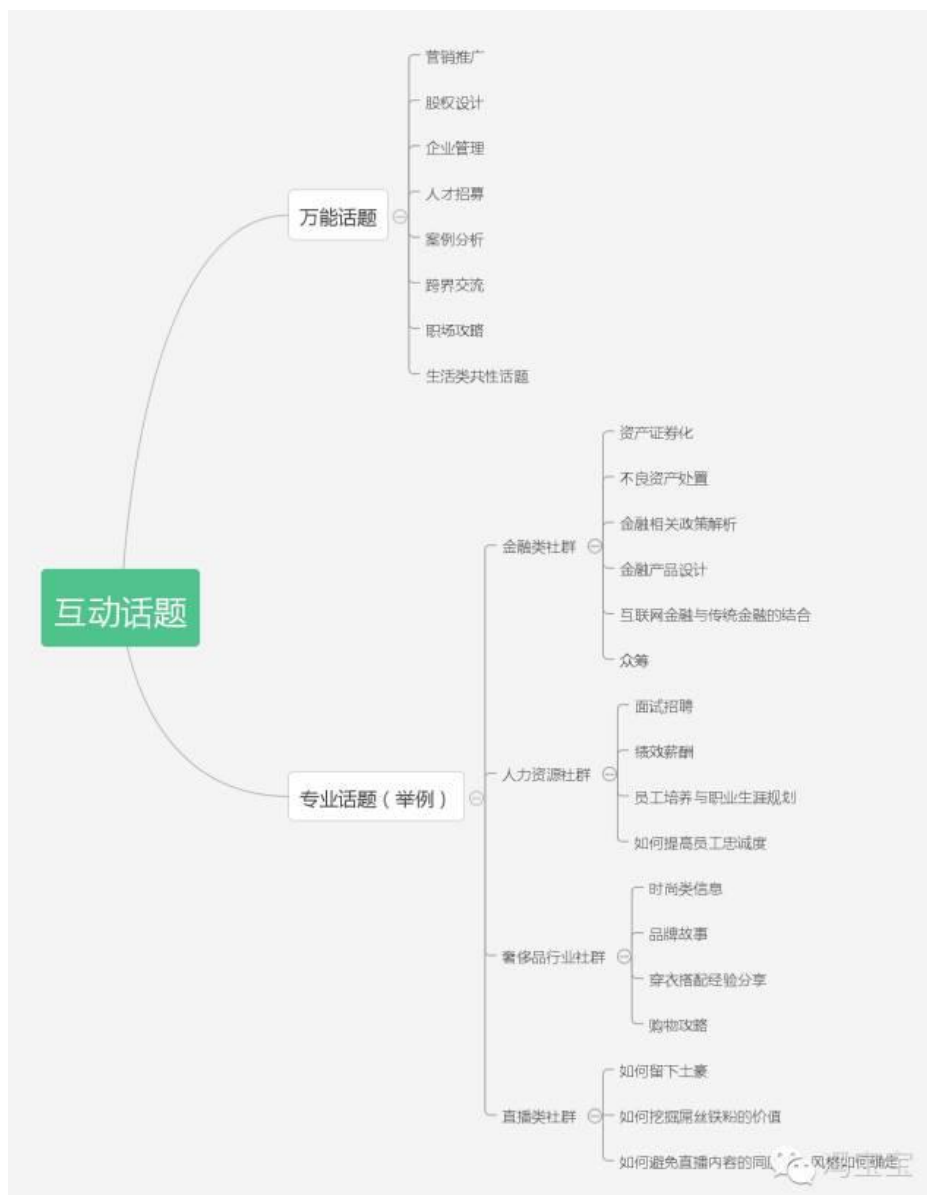 营销推广
股权设计
企业管理
人才招募
万能话题
案例分析
跨界交流
职场攻略
生活类共性话题
资产证券化
不良资产处置
金融相关政策解析
金融类社群
金融产品设计
互联网金融与传统金融的结合
众筹
互动话题
面试招聘
绩效薪酬
人力资源社群
员工培养与职业生涯规划
如何提高员工忠诚度
专业话题（举例）
时尚类信息
品牌故事
奢侈品行业社群
穿衣搭配经验分享
购物攻略
如何留下土豪
直播类社群
如何挖掘屌丝铁粉的价值
如何避免直播内容的同 风格如何确定
冯宝宝